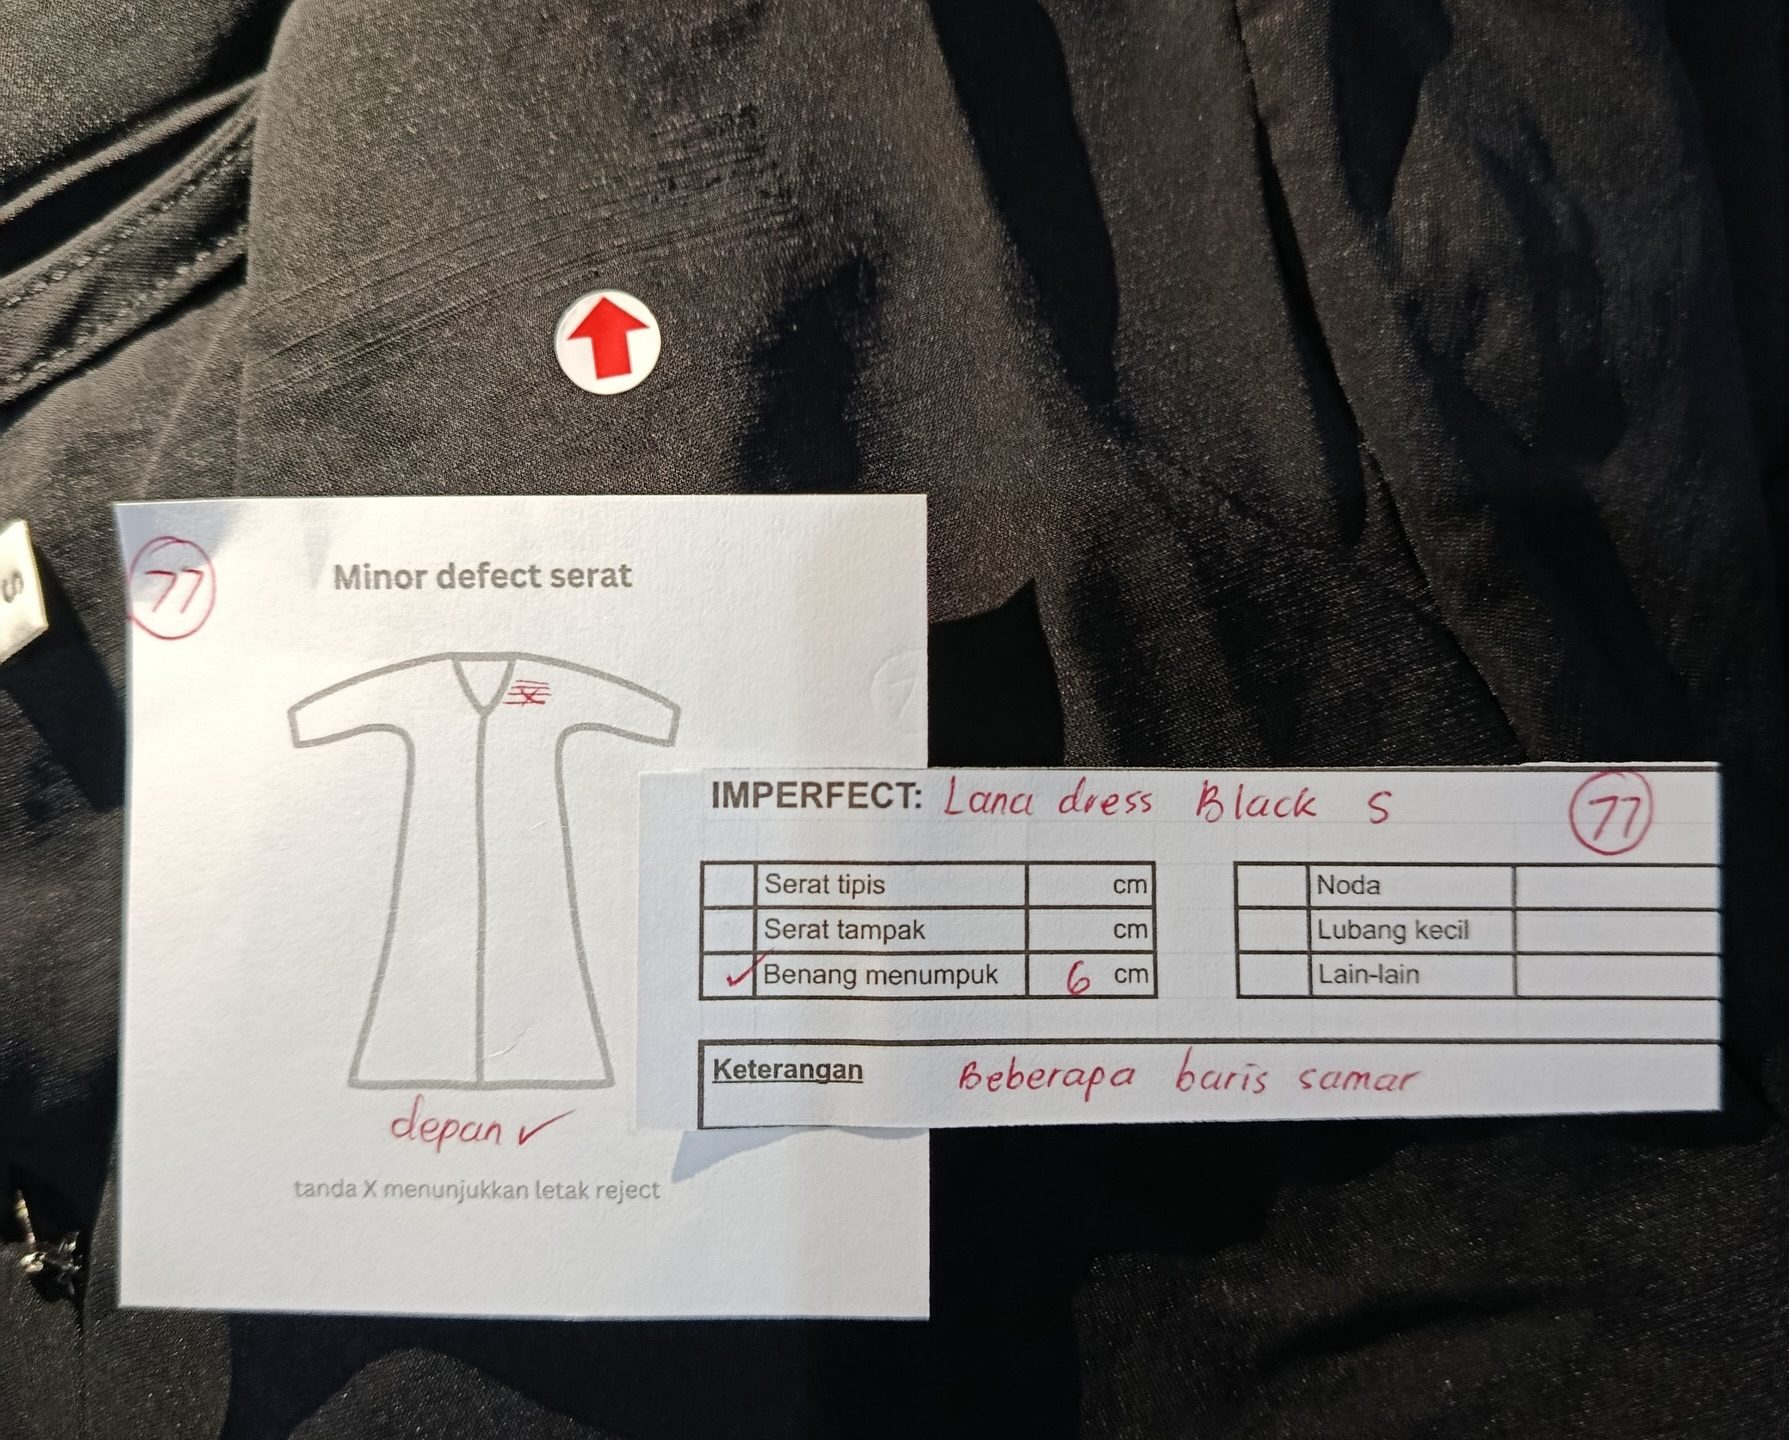 77
Minor defect serat
depan ✓
tanda X menunjukkan letak reject
IMPERFECT: Lana dress Black S 77
Serat tipis cm Noda
Serat tampak cm Lubang kecil
✓ Benang menumpuk 6 cm Lain-lain
Keterangan Beberapa baris samar
S